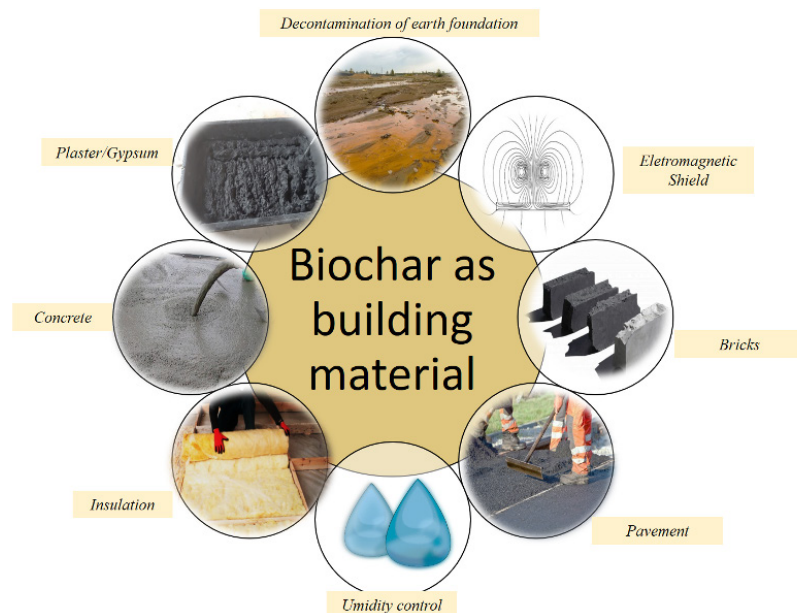 Decontamination of earth foundation
Plaster/Gypsum
Eletromagnetic
Shield
Biochar as
building
material
Concrete
Bricks
Insulation
Pavement
Umidity control